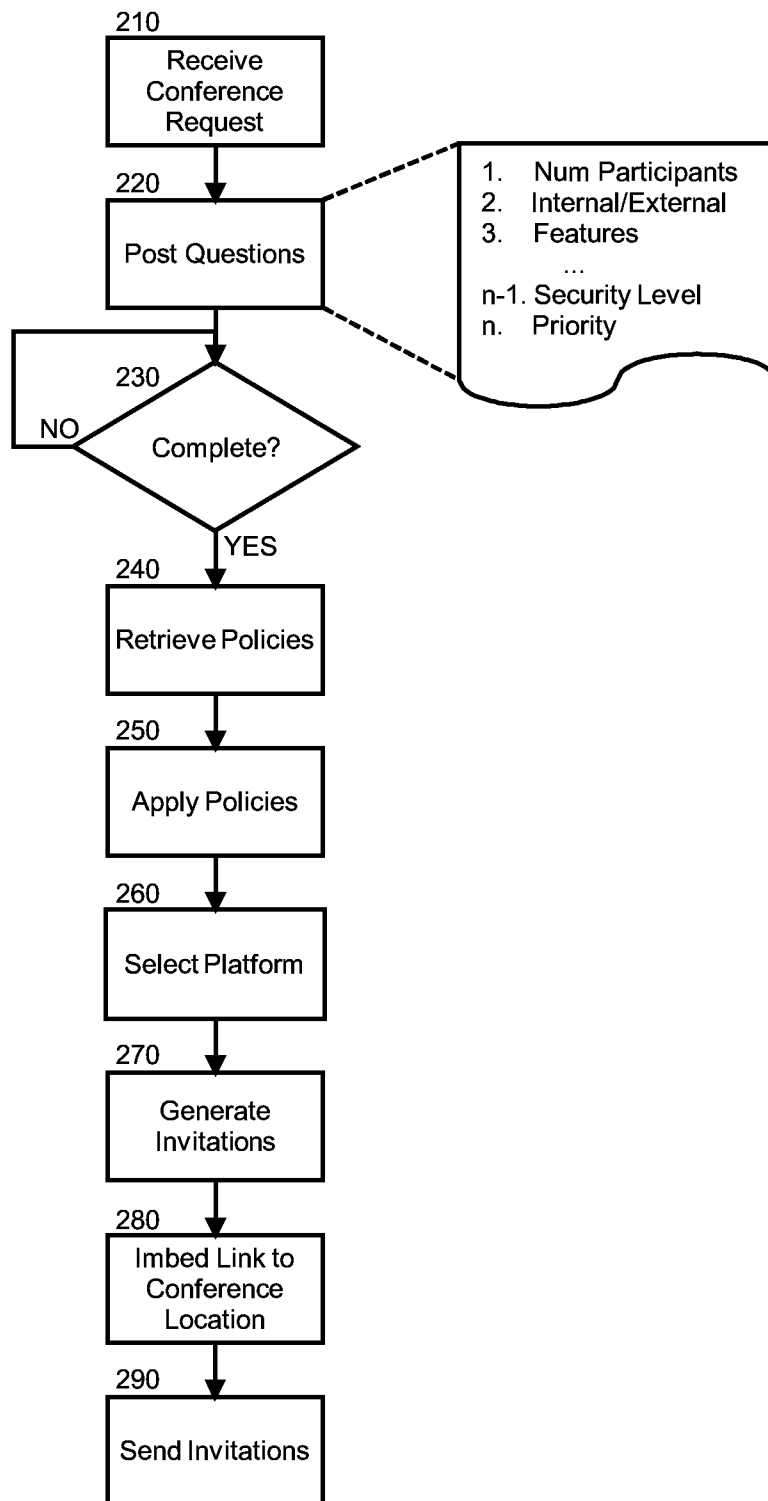 210
Receive
Conference
Request
220
Post Questions
1. Num Participants
2. Internal/External
3. Features
...
n-1. Security Level
n. Priority
230
Complete?
NO
YES
240
Retrieve Policies
250
Apply Policies
260
Select Platform
270
Generate
Invitations
280
Imbed Link to
Conference
Location
290
Send Invitations